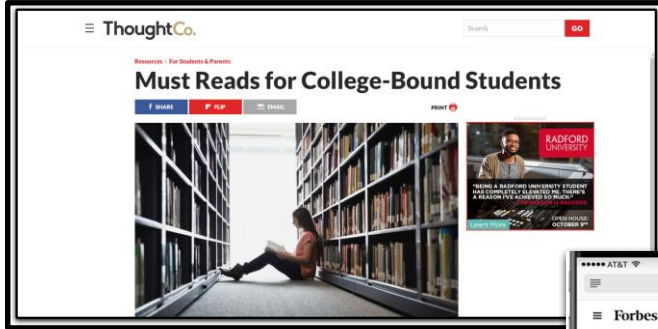 ThoughtCo.
Search
GO
Resources › For Students & Parents
Must Reads for College-Bound Students
f SHARE
FLIP
EMAIL
PRINT
Advertisement
RADFORD
UNIVERSITY
"BEING A RADFORD UNIVERSITY STUDENT
HAS COMPLETELY ELEVATED ME. THERE'S
A REASON I'VE ACHIEVED SO MUCH."
Learn More
OPEN HOUSE:
OCTOBER 9TH
AT&T
Forbes